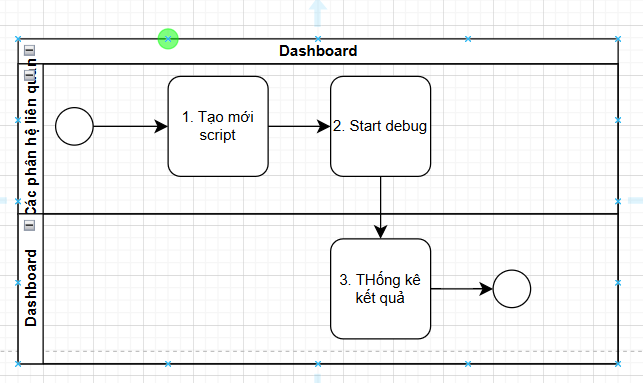 Dashboard
Các phân hệ liên quan
1. Tạo mới
script
2. Start debug
Dashboard
3. THống kê
kết quả